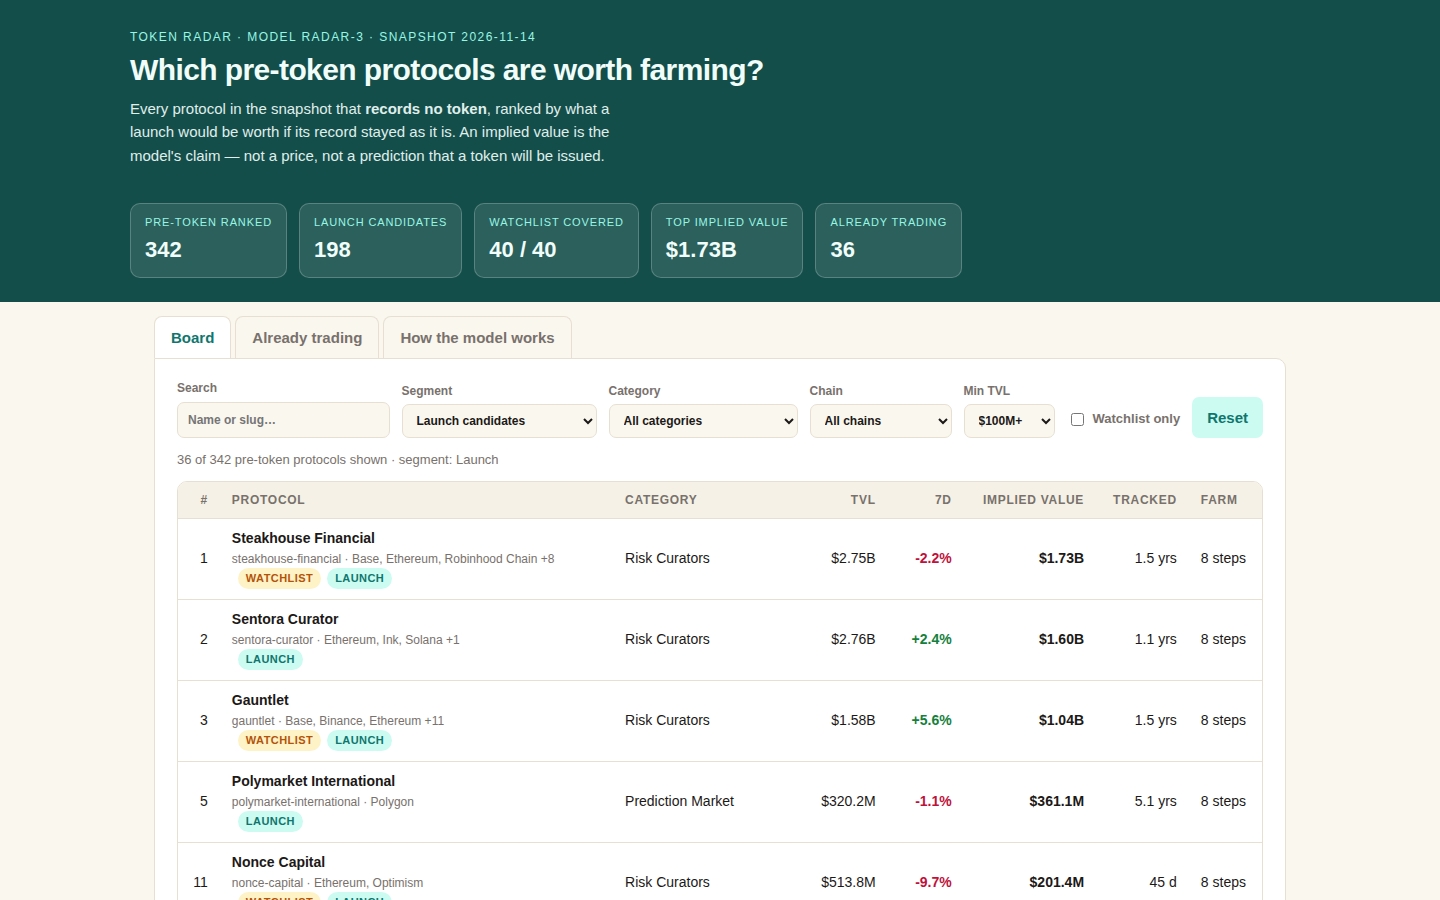 TOKEN RADAR · MODEL RADAR-3 · SNAPSHOT 2026-11-14
Which pre-token protocols are worth farming?
Every protocol in the snapshot that records no token, ranked by what a
launch would be worth if its record stayed as it is. An implied value is the
model's claim — not a price, not a prediction that a token will be issued.
PRE-TOKEN RANKED
342
LAUNCH CANDIDATES
198
WATCHLIST COVERED
40 / 40
TOP IMPLIED VALUE
$1.73B
ALREADY TRADING
36
Board
Already trading
How the model works
Search
Name or slug…
Segment
Launch candidates
Category
All categories
Chain
All chains
Min TVL
$100M+
Watchlist only
Reset
36 of 342 pre-token protocols shown · segment: Launch
# PROTOCOL CATEGORY TVL 7D IMPLIED VALUE TRACKED FARM
1 Steakhouse Financial Risk Curators $2.75B -2.2% $1.73B 1.5 yrs 8 steps
steakhouse-financial · Base, Ethereum, Robinhood Chain +8
WATCHLIST LAUNCH
2 Sentora Curator Risk Curators $2.76B +2.4% $1.60B 1.1 yrs 8 steps
sentora-curator · Ethereum, Ink, Solana +1
LAUNCH
3 Gauntlet Risk Curators $1.58B +5.6% $1.04B 1.5 yrs 8 steps
gauntlet · Base, Binance, Ethereum +11
WATCHLIST LAUNCH
5 Polymarket International Prediction Market $320.2M -1.1% $361.1M 5.1 yrs 8 steps
polymarket-international · Polygon
LAUNCH
11 Nonce Capital Risk Curators $513.8M -9.7% $201.4M 45 d 8 steps
nonce-capital · Ethereum, Optimism
WATCHLIST LAUNCH